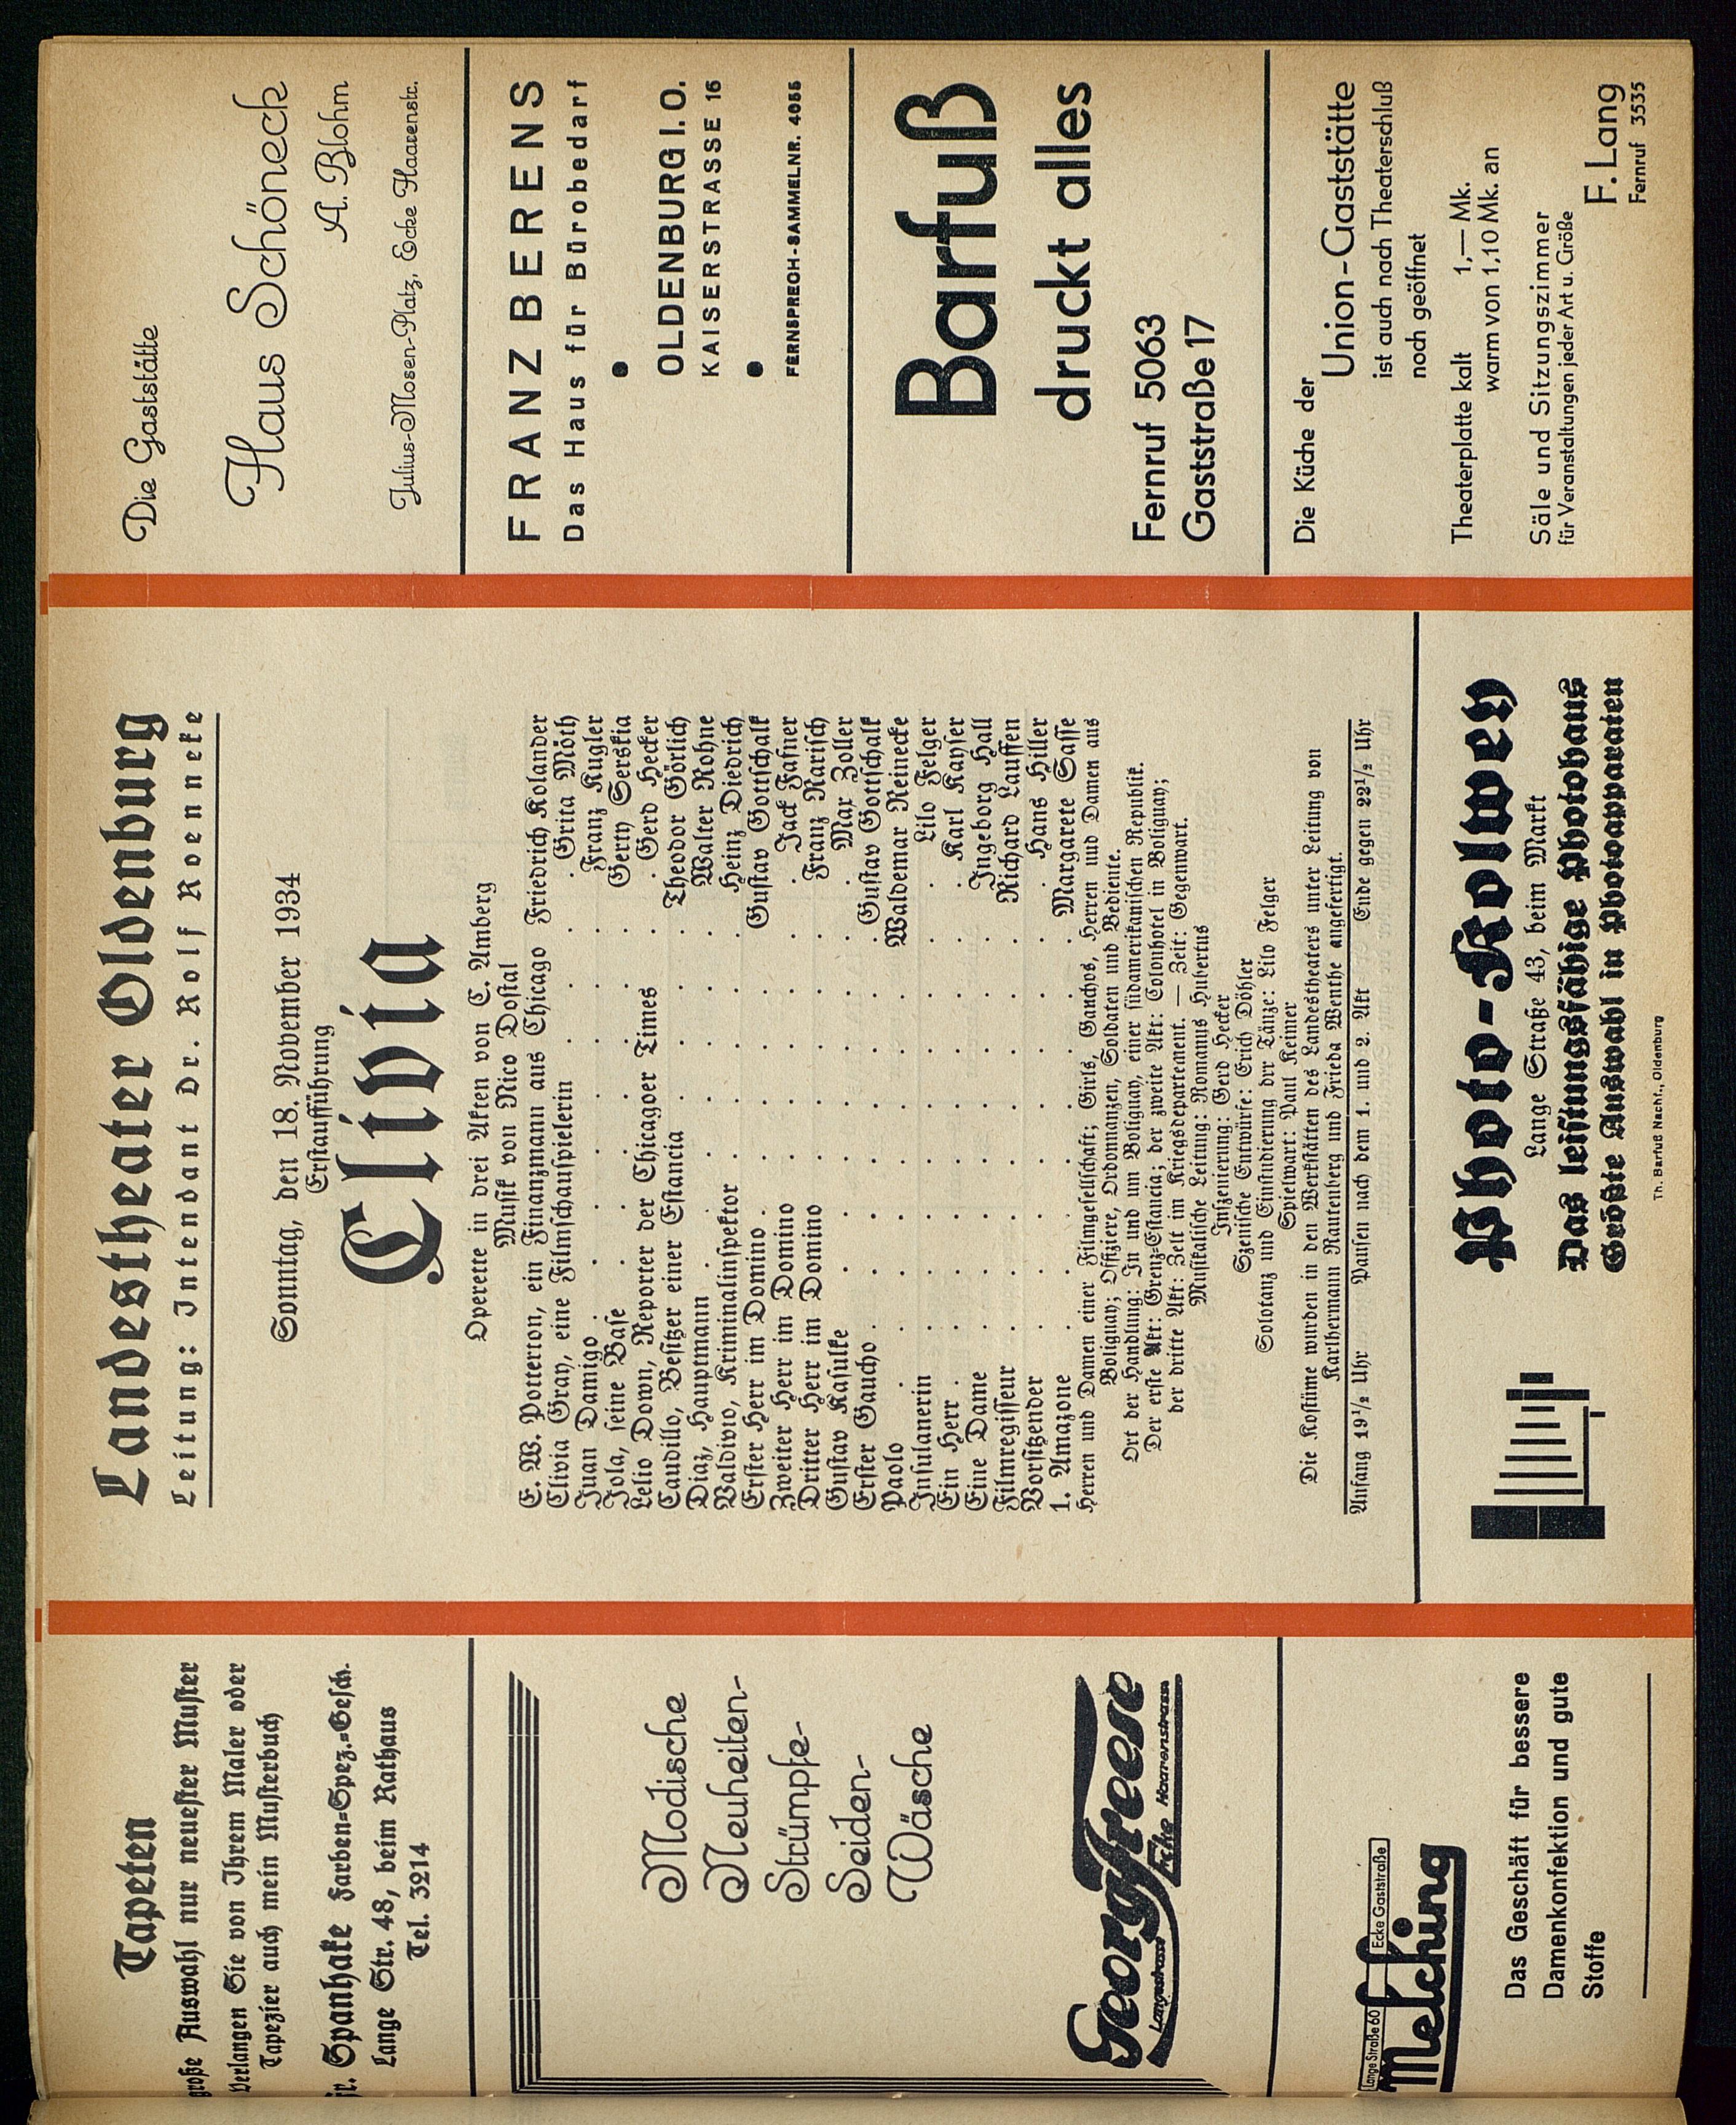 Tapeten
große Auswahl nur neuester Muster
Verlangen Sie von Ihrem Maler oder
Tapezier auch mein Musterbuch
Fr. Spanhake Farben-Spez.-Gesch.
Lange Str. 48, beim Rathaus
Tel. 3214
Modische
Neuheiten-
Strümpfe-
Seiden-
Wäsche
Georg Freese
Langestrasse Ecke Haarenstrasse
Lange Straße 60 Ecke Gaststraße
Melching
Das Geschäft für bessere
Damenkonfektion und gute
Stoffe
Landestheater Oldenburg
Leitung: Intendant Dr. Rolf Roenneke
Sonntag, den 18. November 1934
Erstaufführung
Clivia
Operette in drei Akten von C. Amberg
Musik von Nico Dostal
E. W. Potterton, ein Finanzmann aus Chicago Friedrich Kolander
Clivia Gray, eine Filmschauspielerin . . . . Grita Möth
Juan Damigo . . . . . . . Franz Kugler
Jola, seine Base . . . . . . Gerty Serskia
Lelio Down, Reporter der Chicagoer Times . . Gerd Hecker
Caudillo, Besitzer einer Estancia . . . Theodor Görlich
Diaz, Hauptmann . . . . . . Walter Rohne
Valdivio, Kriminalinspektor . . . . Heinz Diedrich
Erster Herr im Domino . . . . Gustav Gottschalk
Zweiter Herr im Domino . . . . . Jack Fafner
Dritter Herr im Domino . . . . Franz Rarisch
Gustav Kasulke . . . . . . . Max Zoller
Erster Gaucho . . . . . . Gustav Gottschalk
Paolo . . . . . . . Waldemar Reinecke
Insulanerin . . . . . . . Lilo Felger
Ein Herr . . . . . . . Karl Kayser
Eine Dame . . . . . . . Ingeborg Hall
Filmregisseur . . . . . . Richard Lauffen
Vorsitzender . . . . . . . Hans Hiller
1. Amazone . . . . . . Margarete Sasse
Herren und Damen einer Filmgesellschaft; Girls, Gauchos, Herren und Damen aus
Boliguay; Offiziere, Ordonnanzen, Soldaten und Bediente.
Ort der Handlung: In und um Boliguay, einer südamerikanischen Republik.
Der erste Akt: Grenz-Estancia; der zweite Akt: Colonhotel in Boliguay;
der dritte Akt: Zelt im Kriegsdepartement. — Zeit: Gegenwart.
Musikalische Leitung: Romanus Hubertus
Inszenierung: Gerd Hecker
Szenische Entwürfe: Erich Döhler
Solotanz und Einstudierung der Tänze: Lilo Felger
Spielwart: Paul Keimer
Die Kostüme wurden in den Werkstätten des Landestheaters unter Leitung von
Karlhermann Rautenberg und Frieda Wenthe angefertigt.
Anfang 19½ Uhr Pausen nach dem 1. und 2. Akt Ende gegen 22½ Uhr
Photo-Kolwey
Lange Straße 43, beim Markt
Das leistungsfähige Photohaus
Größte Auswahl in Photoapparaten
Th. Barfuß Nachf., Oldenburg
Die Gaststätte
Haus Schöneck
A. Blohm
Julius-Mosen-Platz, Ecke Haarenstr.
FRANZ BERENS
Das Haus für Bürobedarf
OLDENBURG I. O.
KAISERSTRASSE 16
FERNSPRECH-SAMMELNR. 4055
Barfuß
druckt alles
Fernruf 5063
Gaststraße 17
Die Küche der
Union-Gaststätte
ist auch nach Theaterschluß
noch geöffnet
Theaterplatte kalt 1,— Mk.
warm von 1,10 Mk. an
Säle und Sitzungszimmer
für Veranstaltungen jeder Art u. Größe
F. Lang
Fernruf 3535